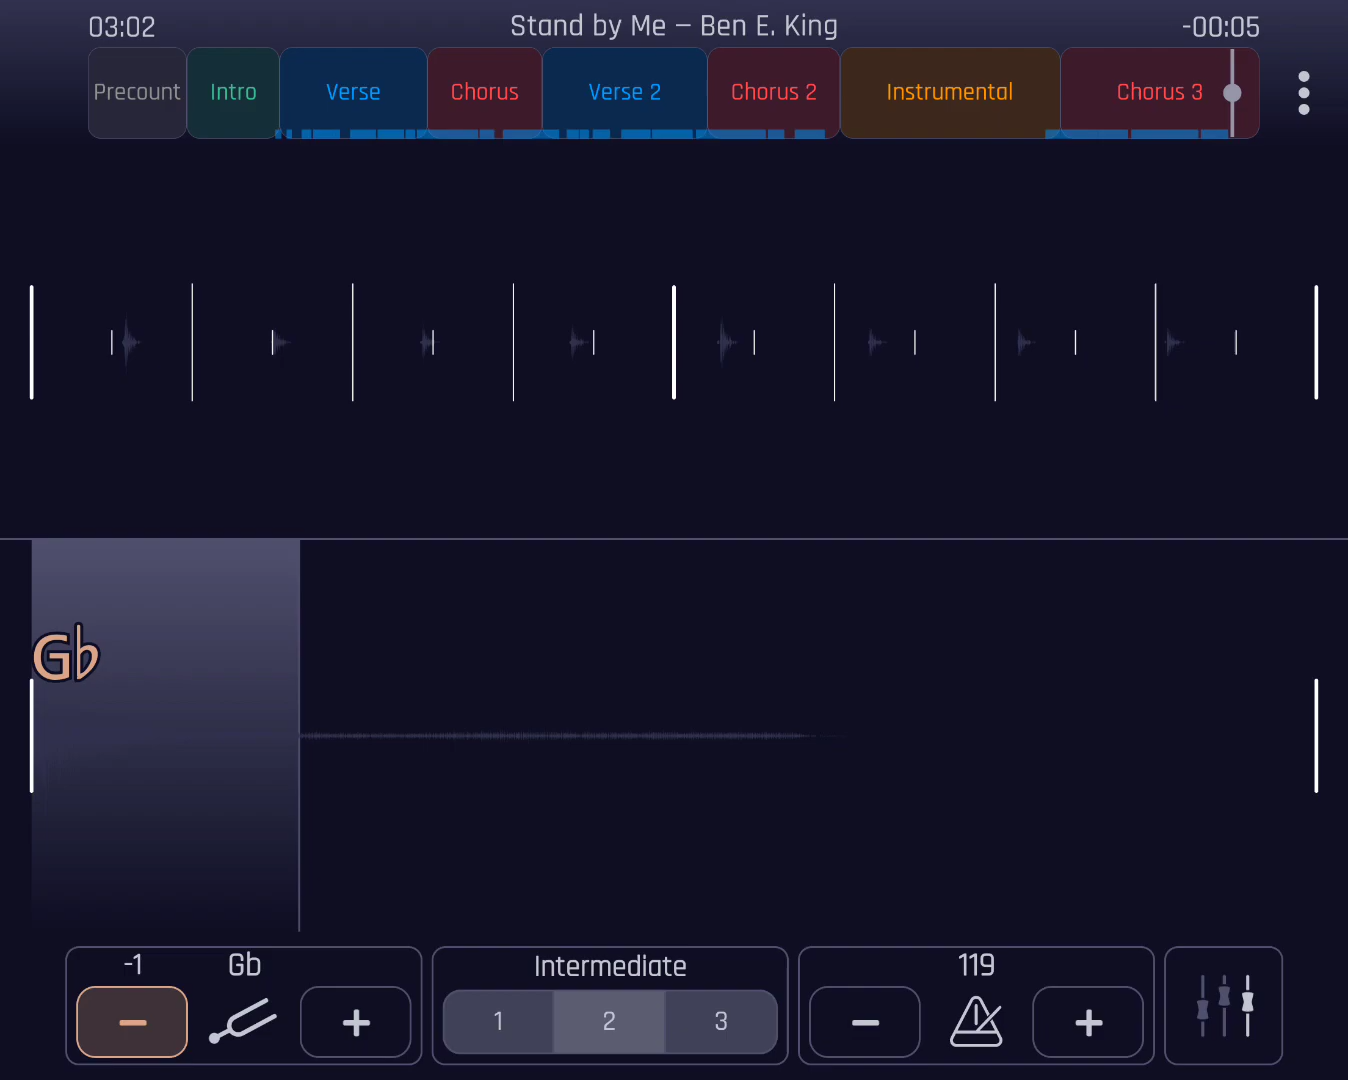 03:02
Stand by Me – Ben E. King
-00:05
Precount
Intro
Verse
Chorus
Verse 2
Chorus 2
Instrumental
Chorus 3
G♭
-1
Gb
Intermediate
1
2
3
119